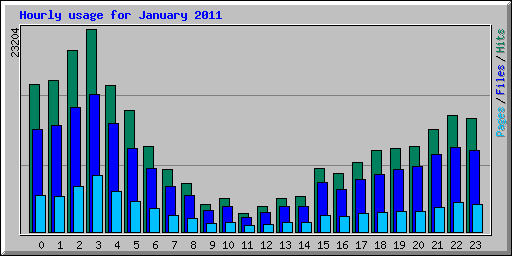 Hourly usage for January 2011
23204
Pages/Files/Hits
0 1 2 3 4 5 6 7 8 9 10 11 12 13 14 15 16 17 18 19 20 21 22 23